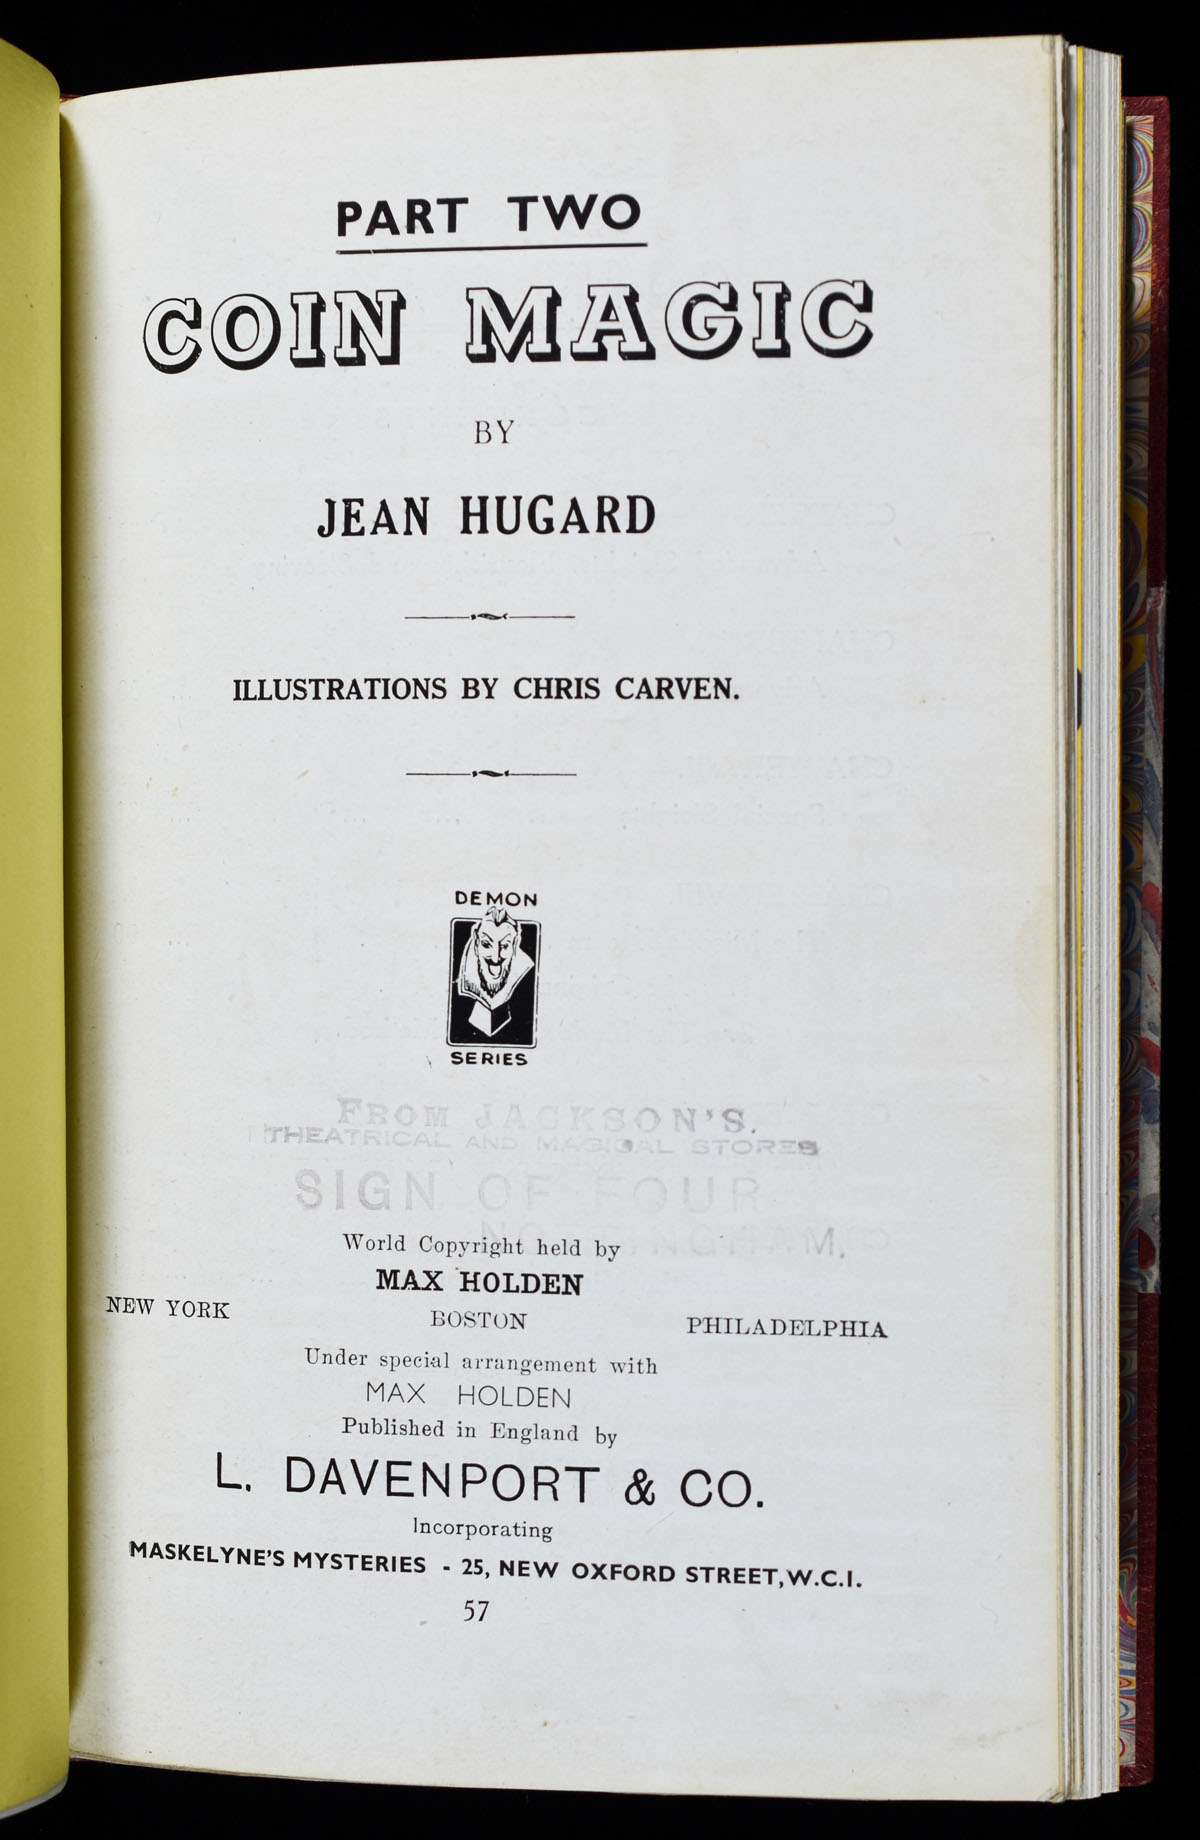 PART TWO
COIN MAGIC
BY
JEAN HUGARD
ILLUSTRATIONS BY CHRIS CARVEN.
DEMON
SERIES
FROM JACKSON'S.
THEATRICAL AND MAGICAL STORES
SIGN OF FOUR
NOTTINGHAM.
World Copyright held by
MAX HOLDEN
NEW YORK BOSTON PHILADELPHIA
Under special arrangement with
MAX HOLDEN
Published in England by
L. DAVENPORT & CO.
Incorporating
MASKELYNE'S MYSTERIES - 25, NEW OXFORD STREET, W.C.I.
57